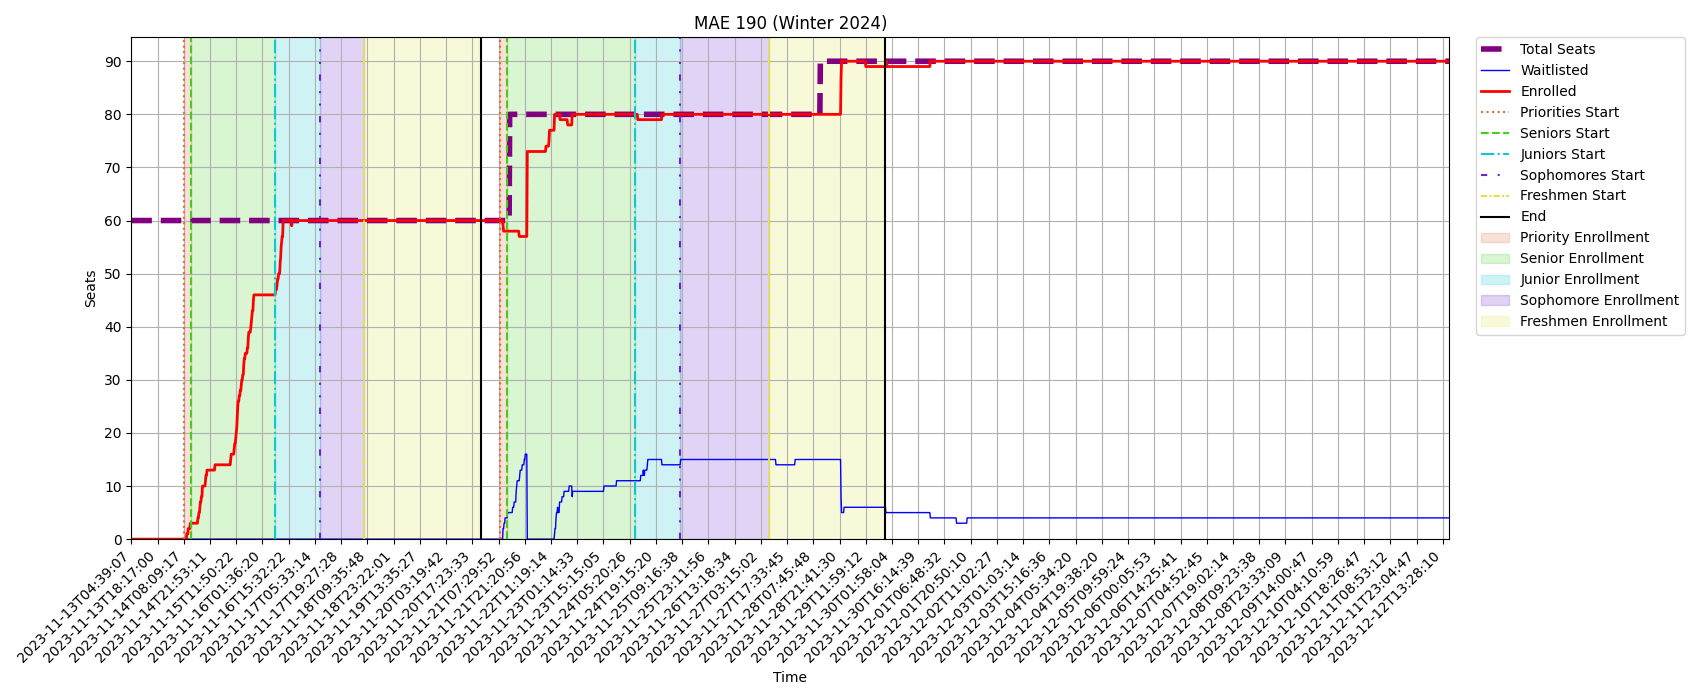 MAE 190 (Winter 2024)
Seats
90
80
70
60
50
40
30
20
10
0
2023-11-13T04:39:07
2023-11-13T18:17:00
2023-11-14T08:09:17
2023-11-14T21:53:11
2023-11-15T11:50:22
2023-11-16T01:36:20
2023-11-16T15:32:22
2023-11-17T05:33:14
2023-11-17T19:27:28
2023-11-18T09:35:48
2023-11-18T23:22:01
2023-11-19T13:35:27
2023-11-20T03:19:42
2023-11-20T17:23:33
2023-11-21T07:29:52
2023-11-21T21:20:56
2023-11-22T11:19:14
2023-11-23T01:14:33
2023-11-23T15:15:05
2023-11-24T05:20:26
2023-11-24T19:15:20
2023-11-25T09:16:38
2023-11-25T23:11:56
2023-11-26T13:18:34
2023-11-27T03:15:02
2023-11-27T17:33:45
2023-11-28T07:45:48
2023-11-28T21:41:30
2023-11-29T11:59:12
2023-11-30T01:58:04
2023-11-30T16:14:39
2023-12-01T06:48:32
2023-12-01T20:50:10
2023-12-02T11:02:27
2023-12-03T01:03:14
2023-12-03T15:16:36
2023-12-04T05:34:20
2023-12-04T19:38:20
2023-12-05T09:59:24
2023-12-06T00:05:53
2023-12-06T14:25:41
2023-12-07T04:52:45
2023-12-07T19:02:14
2023-12-08T09:23:38
2023-12-08T23:33:09
2023-12-09T14:00:47
2023-12-10T04:10:59
2023-12-10T18:26:47
2023-12-11T08:53:12
2023-12-11T23:04:47
2023-12-12T13:28:10
Time
Total Seats
Waitlisted
Enrolled
Priorities Start
Seniors Start
Juniors Start
Sophomores Start
Freshmen Start
End
Priority Enrollment
Senior Enrollment
Junior Enrollment
Sophomore Enrollment
Freshmen Enrollment